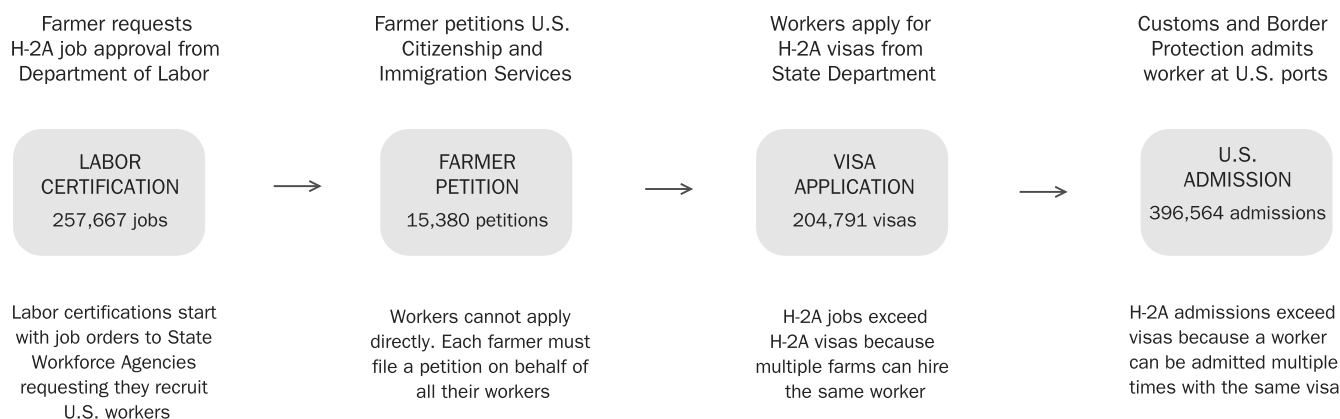 Farmer requests
H-2A job approval from
Department of Labor
Farmer petitions U.S.
Citizenship and
Immigration Services
Workers apply for
H-2A visas from
State Department
Customs and Border
Protection admits
worker at U.S. ports
LABOR
CERTIFICATION
257,667 jobs
FARMER
PETITION
15,380 petitions
VISA
APPLICATION
204,791 visas
U.S.
ADMISSION
396,564 admissions
Labor certifications start
with job orders to State
Workforce Agencies
requesting they recruit
U.S. workers
Workers cannot apply
directly. Each farmer must
file a petition on behalf of
all their workers
H-2A jobs exceed
H-2A visas because
multiple farms can hire
the same worker
H-2A admissions exceed
visas because a worker
can be admitted multiple
times with the same visa